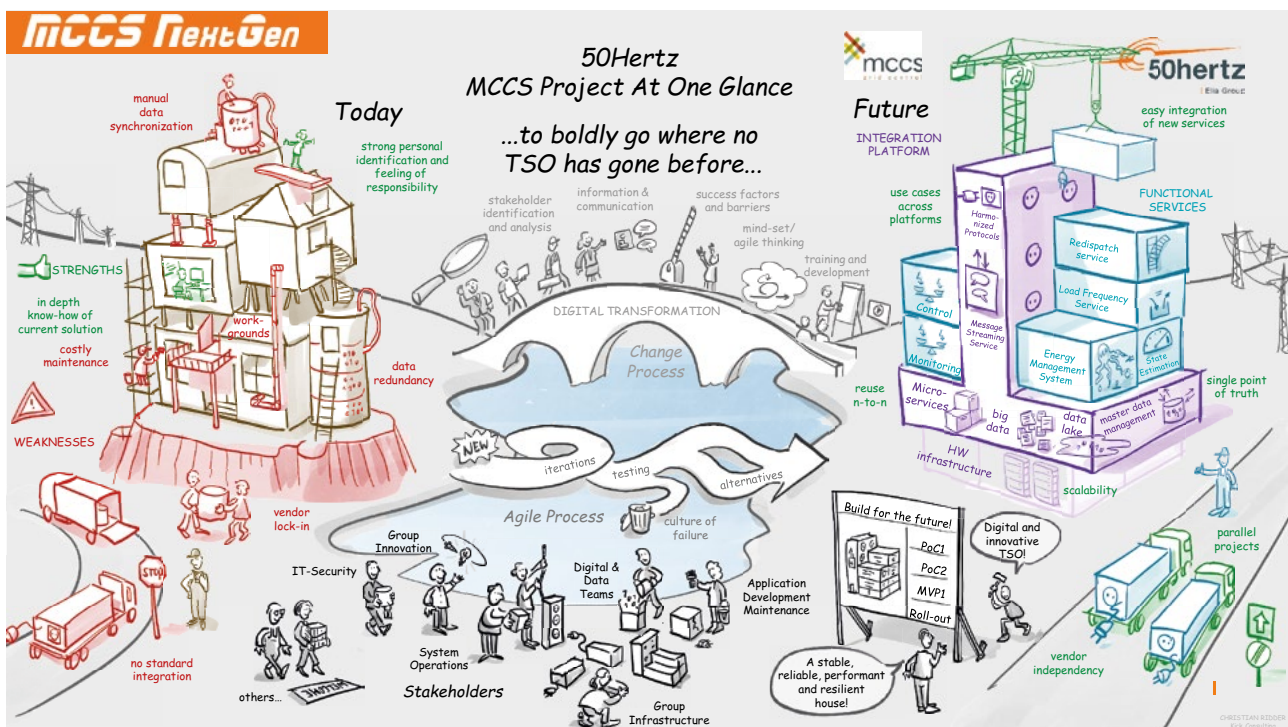 MCCS NextGen
50Hertz
MCCS Project At One Glance
...to boldly go where no
TSO has gone before...
Today
manual
data
synchronization
strong personal
identification and
feeling of
responsibility
STRENGTHS
in depth
know-how of
current solution
costly
maintenance
work-
grounds
data
redundancy
WEAKNESSES
vendor
lock-in
STOP
no standard
integration
stakeholder
identification
and analysis
information &
communication
success factors
and barriers
mind-set/
agile thinking
training and
development
DIGITAL TRANSFORMATION
Change
Process
NEW
iterations
testing
alternatives
Agile Process
culture of
failure
Group
Innovation
IT-Security
Digital &
Data
Teams
Application
Development
Maintenance
System
Operations
others...
WELCOME
Stakeholders
Group
Infrastructure
Build for the future!
PoC1
PoC2
MVP1
Roll-out
Digital and
innovative
TSO!
A stable,
reliable, performant
and resilient
house!
mccs
grid control
50hertz
Elia Group
Future
INTEGRATION
PLATFORM
easy integration
of new services
use cases
across
platforms
FUNCTIONAL
SERVICES
Harmo-
nized
Protocols
Redispatch
service
Load Frequency
Service
Control
Message
Streaming
Service
Monitoring
Energy
Management
System
State
Estimation
reuse
n-to-n
Micro-
services
big
data
data
lake
master data
management
single point
of truth
HW
infrastructure
scalability
parallel
projects
vendor
independency
CHRISTIAN RIDDER